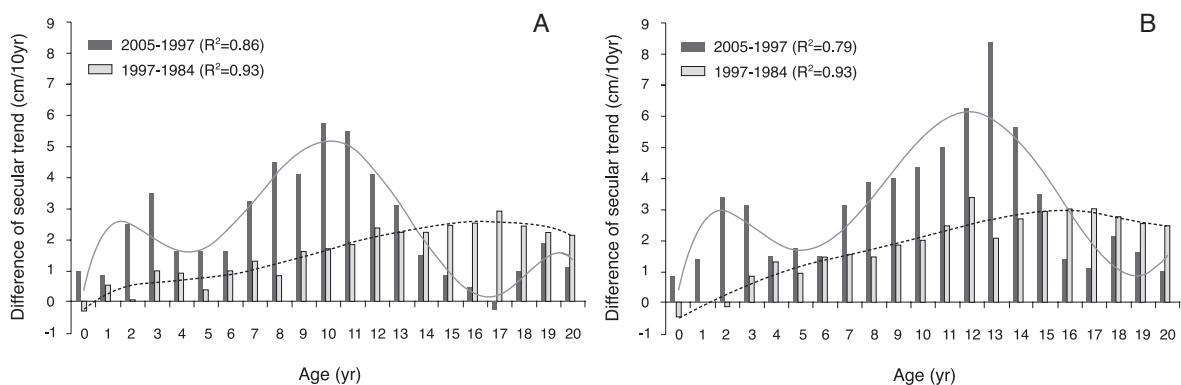 A
Difference of secular trend (cm/10yr)
9
8
7
6
5
4
3
2
1
0
-1
2005-1997 (R²=0.86)
1997-1984 (R²=0.93)
0 1 2 3 4 5 6 7 8 9 10 11 12 13 14 15 16 17 18 19 20
Age (yr)
B
Difference of secular trend (cm/10yr)
9
8
7
6
5
4
3
2
1
0
-1
2005-1997 (R²=0.79)
1997-1984 (R²=0.93)
0 1 2 3 4 5 6 7 8 9 10 11 12 13 14 15 16 17 18 19 20
Age (yr)